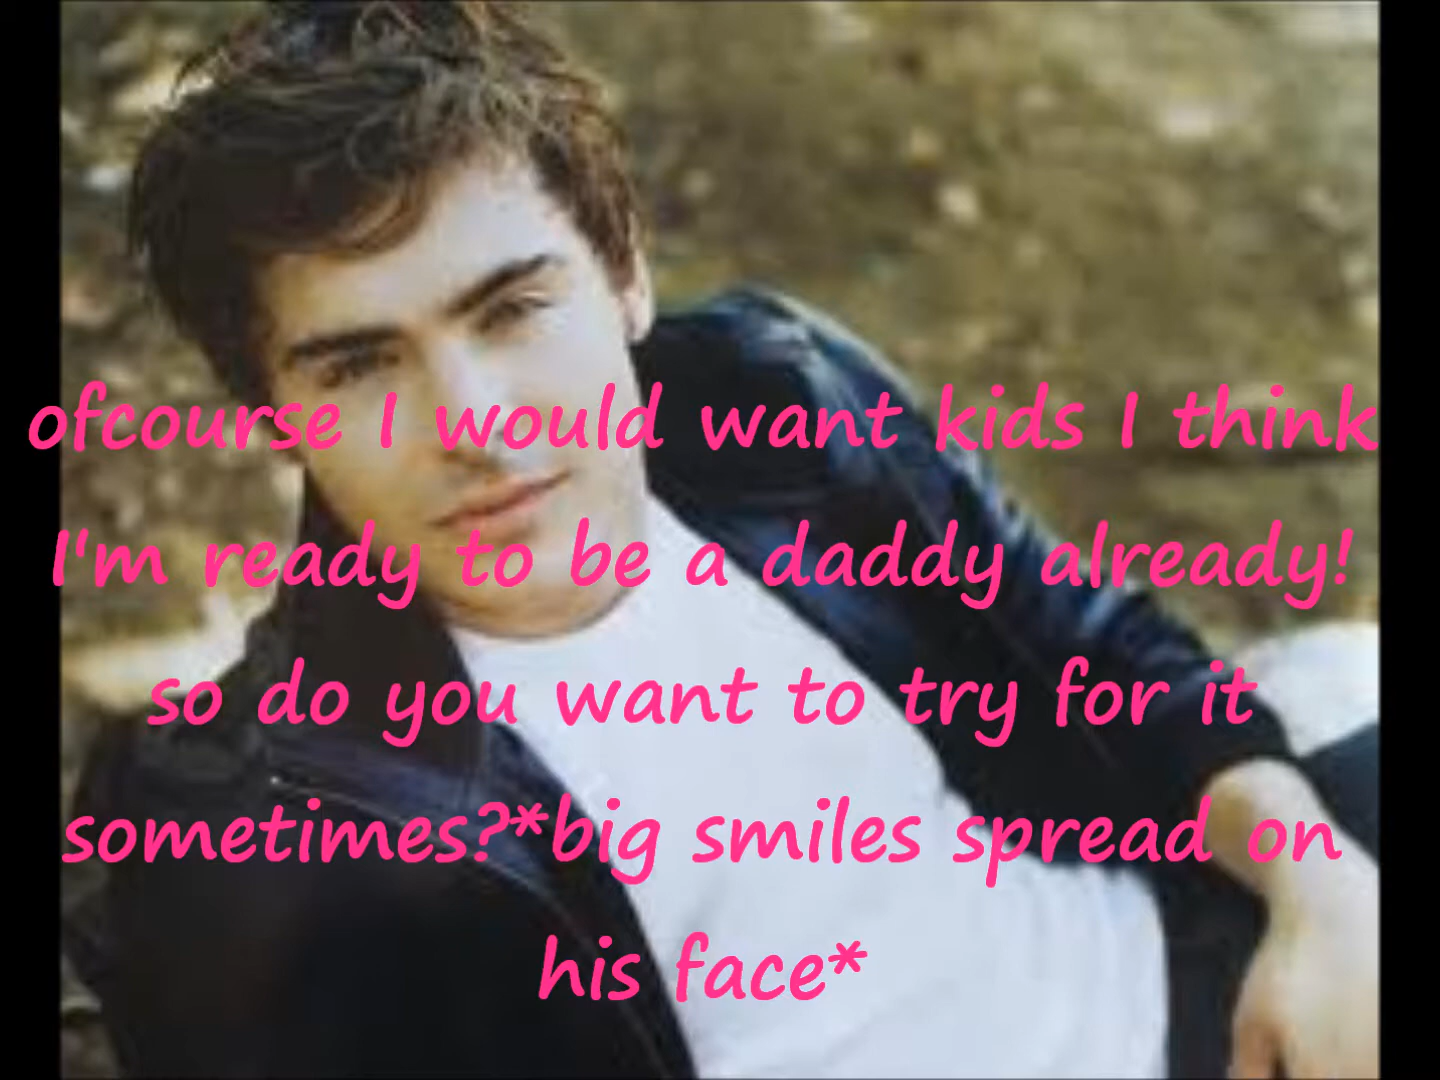 ofcourse I would want kids I think
I'm ready to be a daddy already!
so do you want to try for it
sometimes?*big smiles spread on
his face*